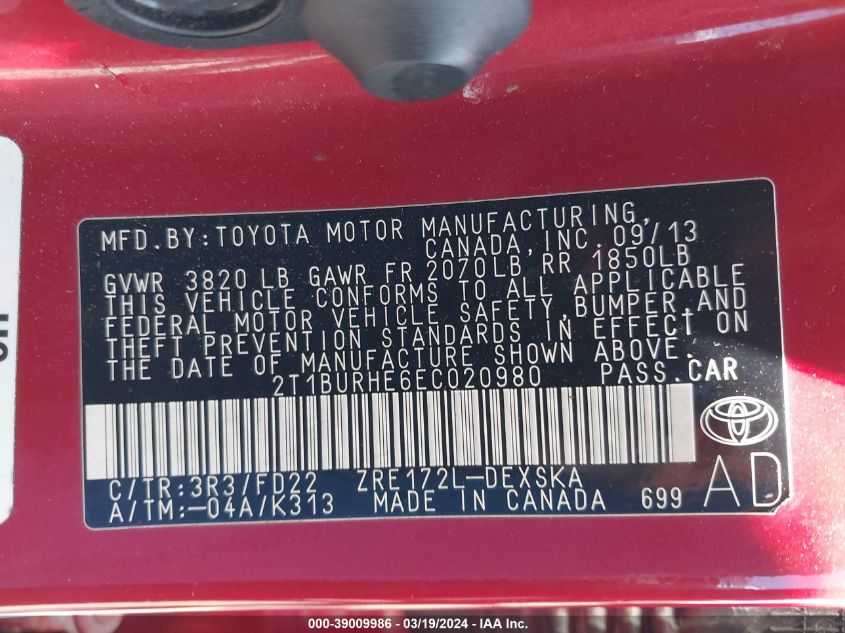 MFD.BY:TOYOTA MOTOR MANUFACTURING,
CANADA,INC. 09/13
GVWR 3820 LB GAWR FR 2070LB RR 1850LB
THIS VEHICLE CONFORMS TO ALL APPLICABLE
FEDERAL MOTOR VEHICLE SAFETY,BUMPER,AND
THEFT PREVENTION STANDARDS IN EFFECT ON
THE DATE OF MANUFACTURE SHOWN ABOVE.
2T1BURHE6EC020980 PASS.CAR
C/TR:3R3/FD22 ZRE172L-DEXSKA
A/TM:-04A/K313 MADE IN CANADA 699
AD
000-39009986 - 03/19/2024 - IAA Inc.